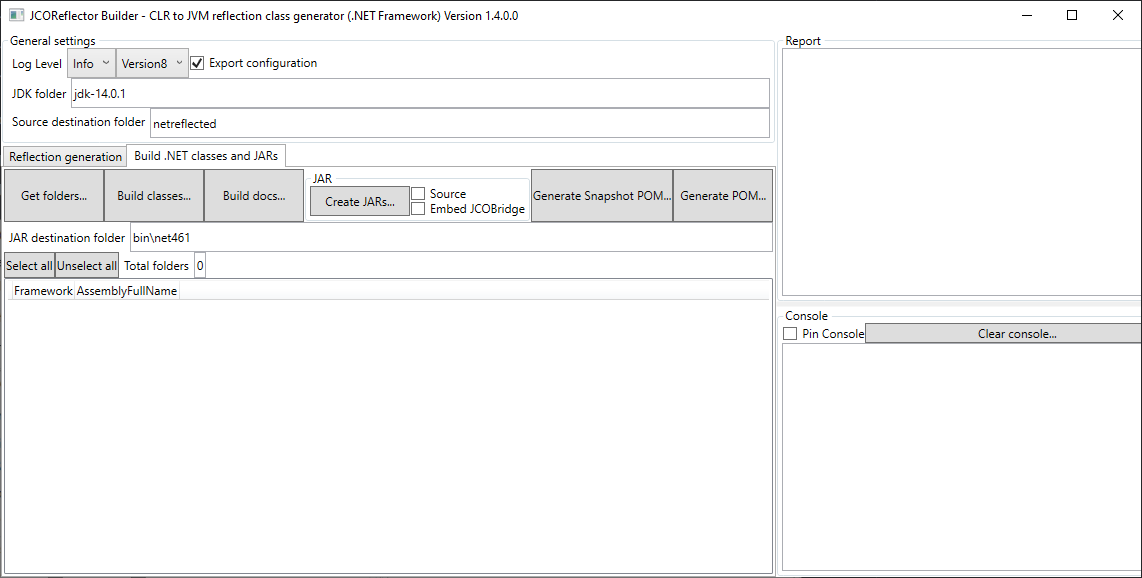 JCOReflector Builder - CLR to JVM reflection class generator (.NET Framework) Version 1.4.0.0
General settings
Log Level Info Version8 Export configuration
JDK folder jdk-14.0.1
Source destination folder netreflected
Reflection generation Build .NET classes and JARs
Get folders... Build classes... Build docs... JAR Create JARs... Source Embed JCOBridge Generate Snapshot POM... Generate POM...
JAR destination folder bin\net461
Select all Unselect all Total folders 0
Framework AssemblyFullName
Report
Console
Pin Console Clear console...